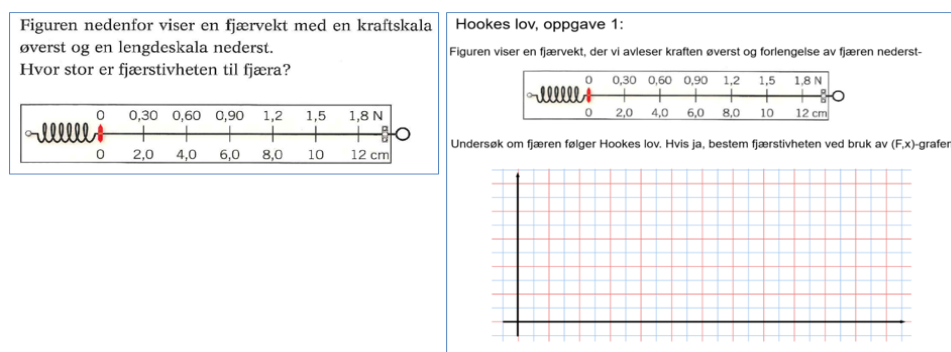 Figuren nedenfor viser en fjærvekt med en kraftskala
øverst og en lengdeskala nederst.
Hvor stor er fjærstivheten til fjæra?
0 0,30 0,60 0,90 1,2 1,5 1,8 N
0 2,0 4,0 6,0 8,0 10 12 cm
Hookes lov, oppgave 1:
Figuren viser en fjærvekt, der vi avleser kraften øverst og forlengelse av fjæren nederst-
0 0,30 0,60 0,90 1,2 1,5 1,8 N
0 2,0 4,0 6,0 8,0 10 12 cm
Undersøk om fjæren følger Hookes lov. Hvis ja, bestem fjærstivheten ved bruk av (F,x)-grafen